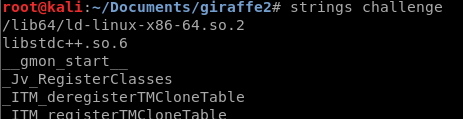 root@kali:~/Documents/giraffe2# strings challenge
/lib64/ld-linux-x86-64.so.2
libstdc++.so.6
__gmon_start__
_Jv_RegisterClasses
_ITM_deregisterTMCloneTable
_ITM_registerTMCloneTable